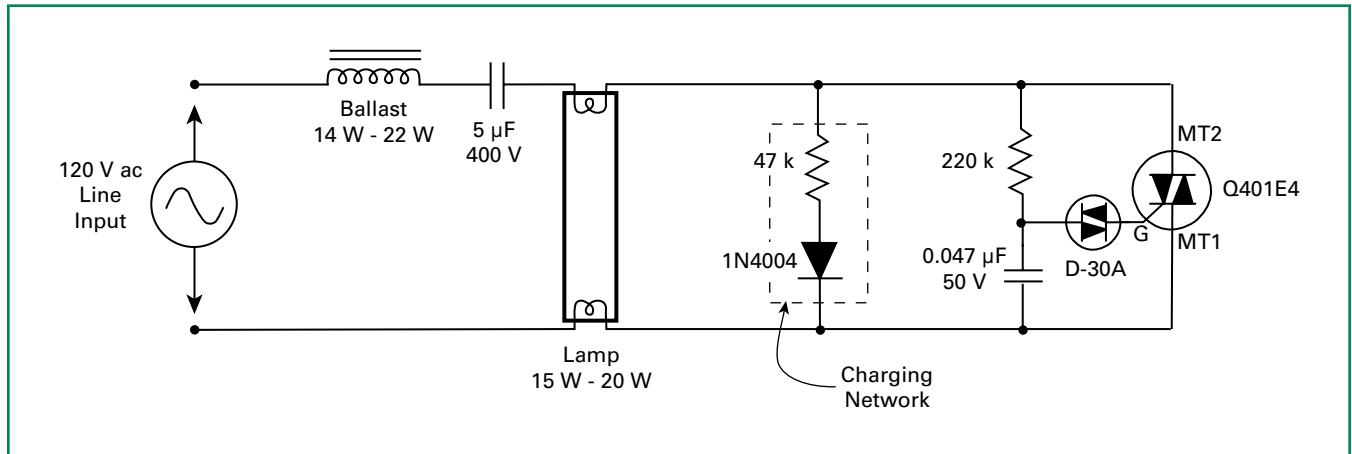 120 V ac
Line
Input
Ballast
14 W - 22 W
5 µF
400 V
Lamp
15 W - 20 W
47 k
1N4004
Charging
Network
220 k
0.047 µF
50 V
D-30A
G
MT2
Q401E4
MT1